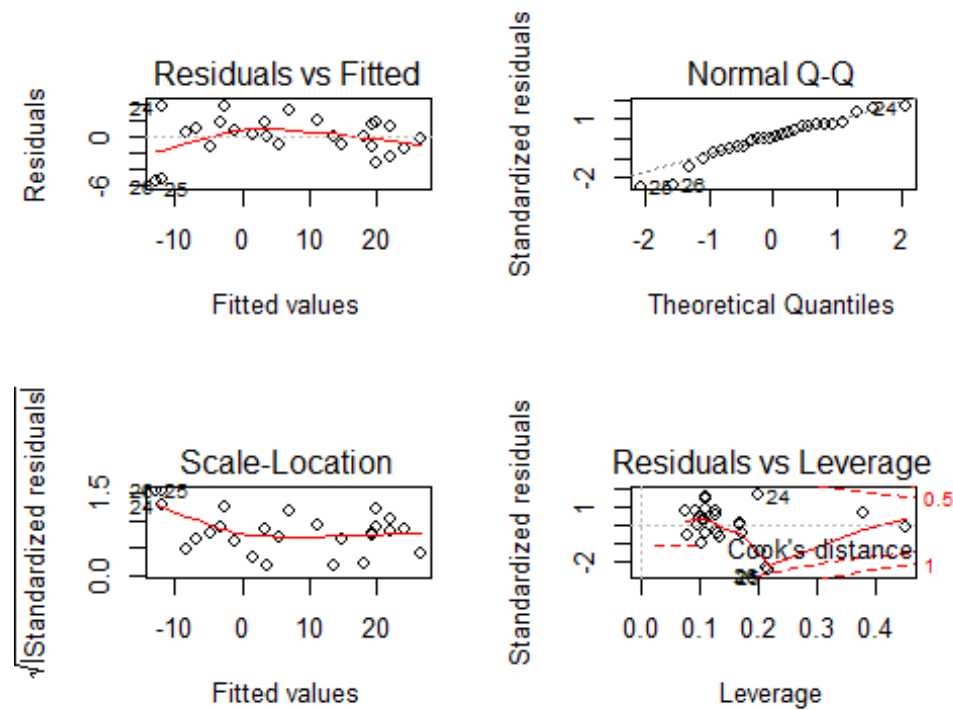 Residuals vs Fitted
Residuals
0
-6
24
26
25
-10 0 10 20
Fitted values
Normal Q-Q
Standardized residuals
1
-2
24
25
26
-2 -1 0 1 2
Theoretical Quantiles
Scale-Location
√|Standardized residuals|
1.5
0.0
25
24
-10 0 10 20
Fitted values
Residuals vs Leverage
Standardized residuals
1
-2
24
Cook's distance
0.5
1
0.0 0.1 0.2 0.3 0.4
Leverage